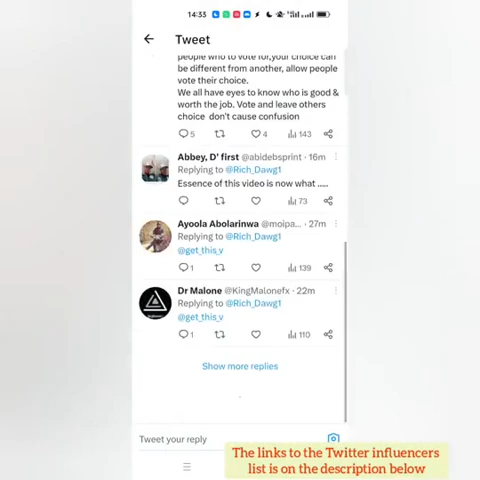 14:33
Tweet
people who to vote for,your choice can
be different from another, allow people
vote their choice.
We all have eyes to know who is good &
worth the job. Vote and leave others
choice don't cause confusion
5 4 143
Abbey, D' first @abidebsprint · 16m
Replying to @Rich_Dawg1
Essence of this video is now what .....
73
Ayoola Abolarinwa @moipa... · 27m
Replying to @Rich_Dawg1
@get_this_v
1 139
Dr Malone @KingMalonefx · 22m
Replying to @Rich_Dawg1
@get_this_v
1 110
Show more replies
Tweet your reply
The links to the Twitter influencers
list is on the description below